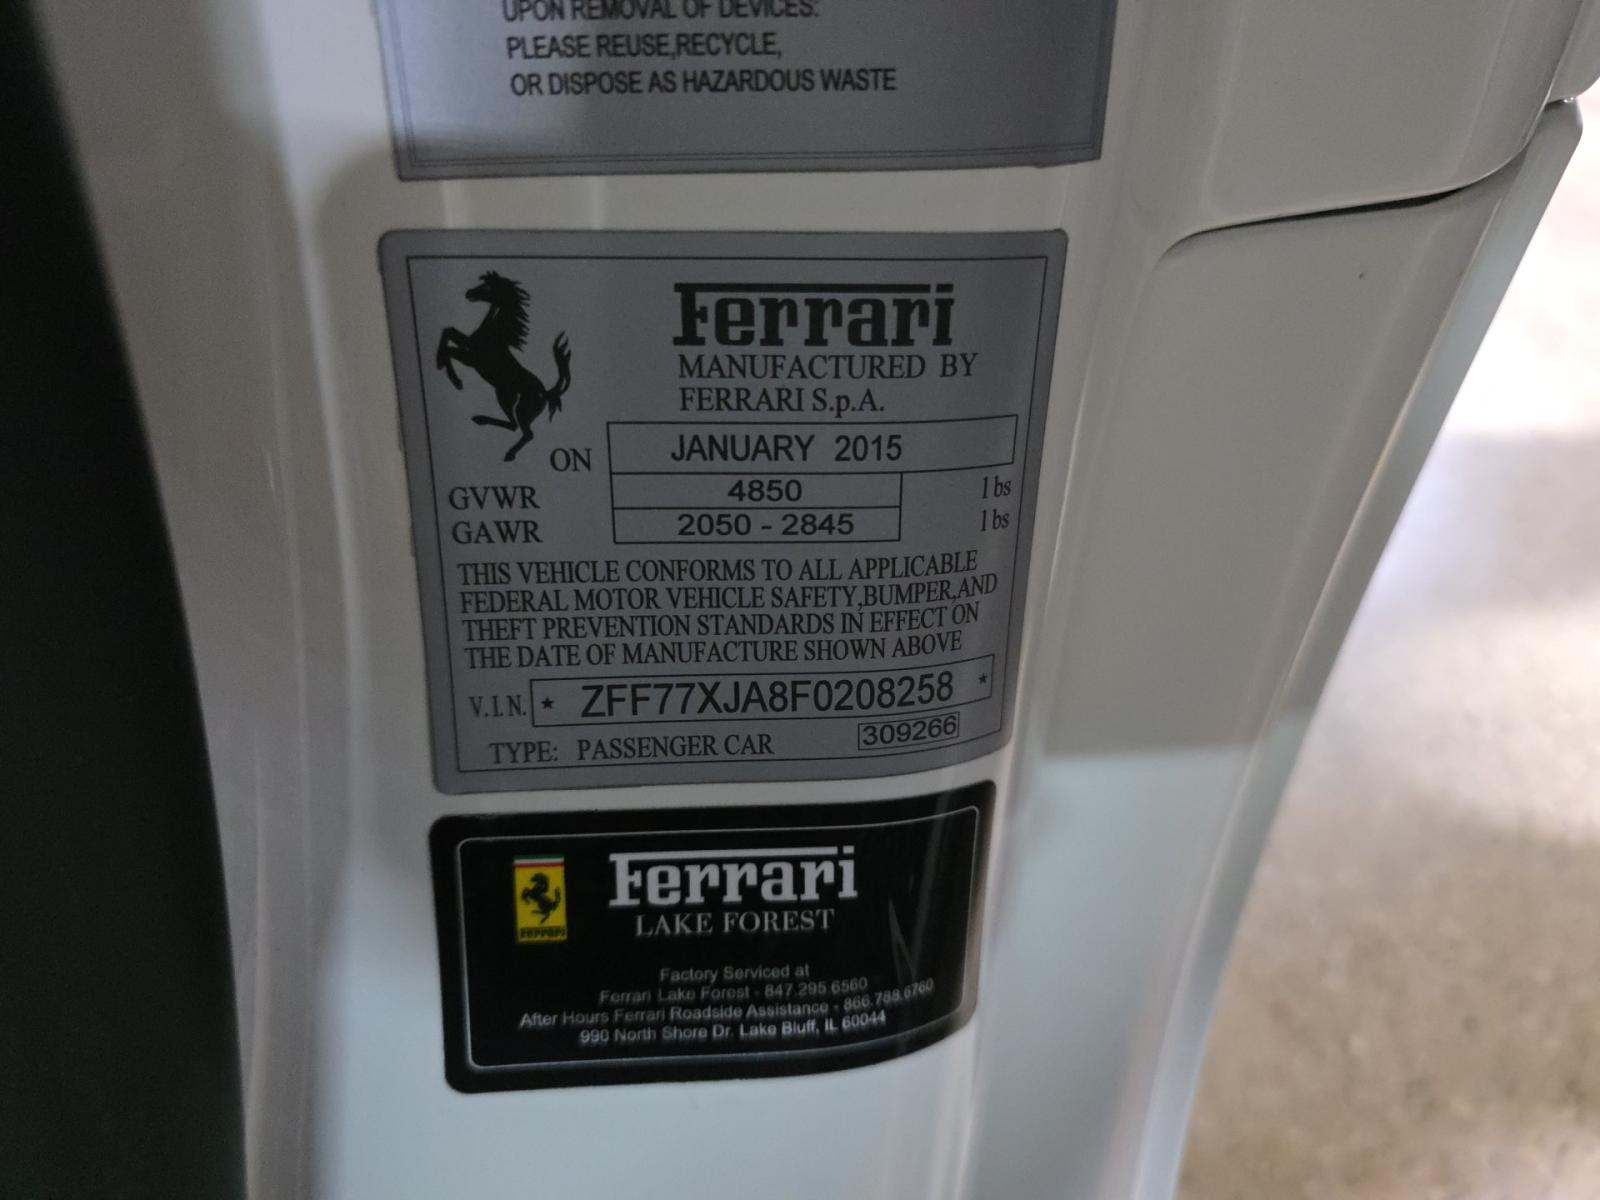 UPON REMOVAL OF DEVICES:
PLEASE REUSE,RECYCLE,
OR DISPOSE AS HAZARDOUS WASTE
Ferrari
MANUFACTURED BY
FERRARI S.p.A.
ON JANUARY 2015
GVWR 4850 lbs
GAWR 2050 - 2845 lbs
THIS VEHICLE CONFORMS TO ALL APPLICABLE
FEDERAL MOTOR VEHICLE SAFETY,BUMPER,AND
THEFT PREVENTION STANDARDS IN EFFECT ON
THE DATE OF MANUFACTURE SHOWN ABOVE
V.I.N. * ZFF77XJA8F0208258 *
TYPE: PASSENGER CAR 309266
Ferrari
Ferrari
LAKE FOREST
Factory Serviced at
Ferrari Lake Forest - 847.295.6560
After Hours Ferrari Roadside Assistance - 866.788.6760
990 North Shore Dr. Lake Bluff, IL 60044